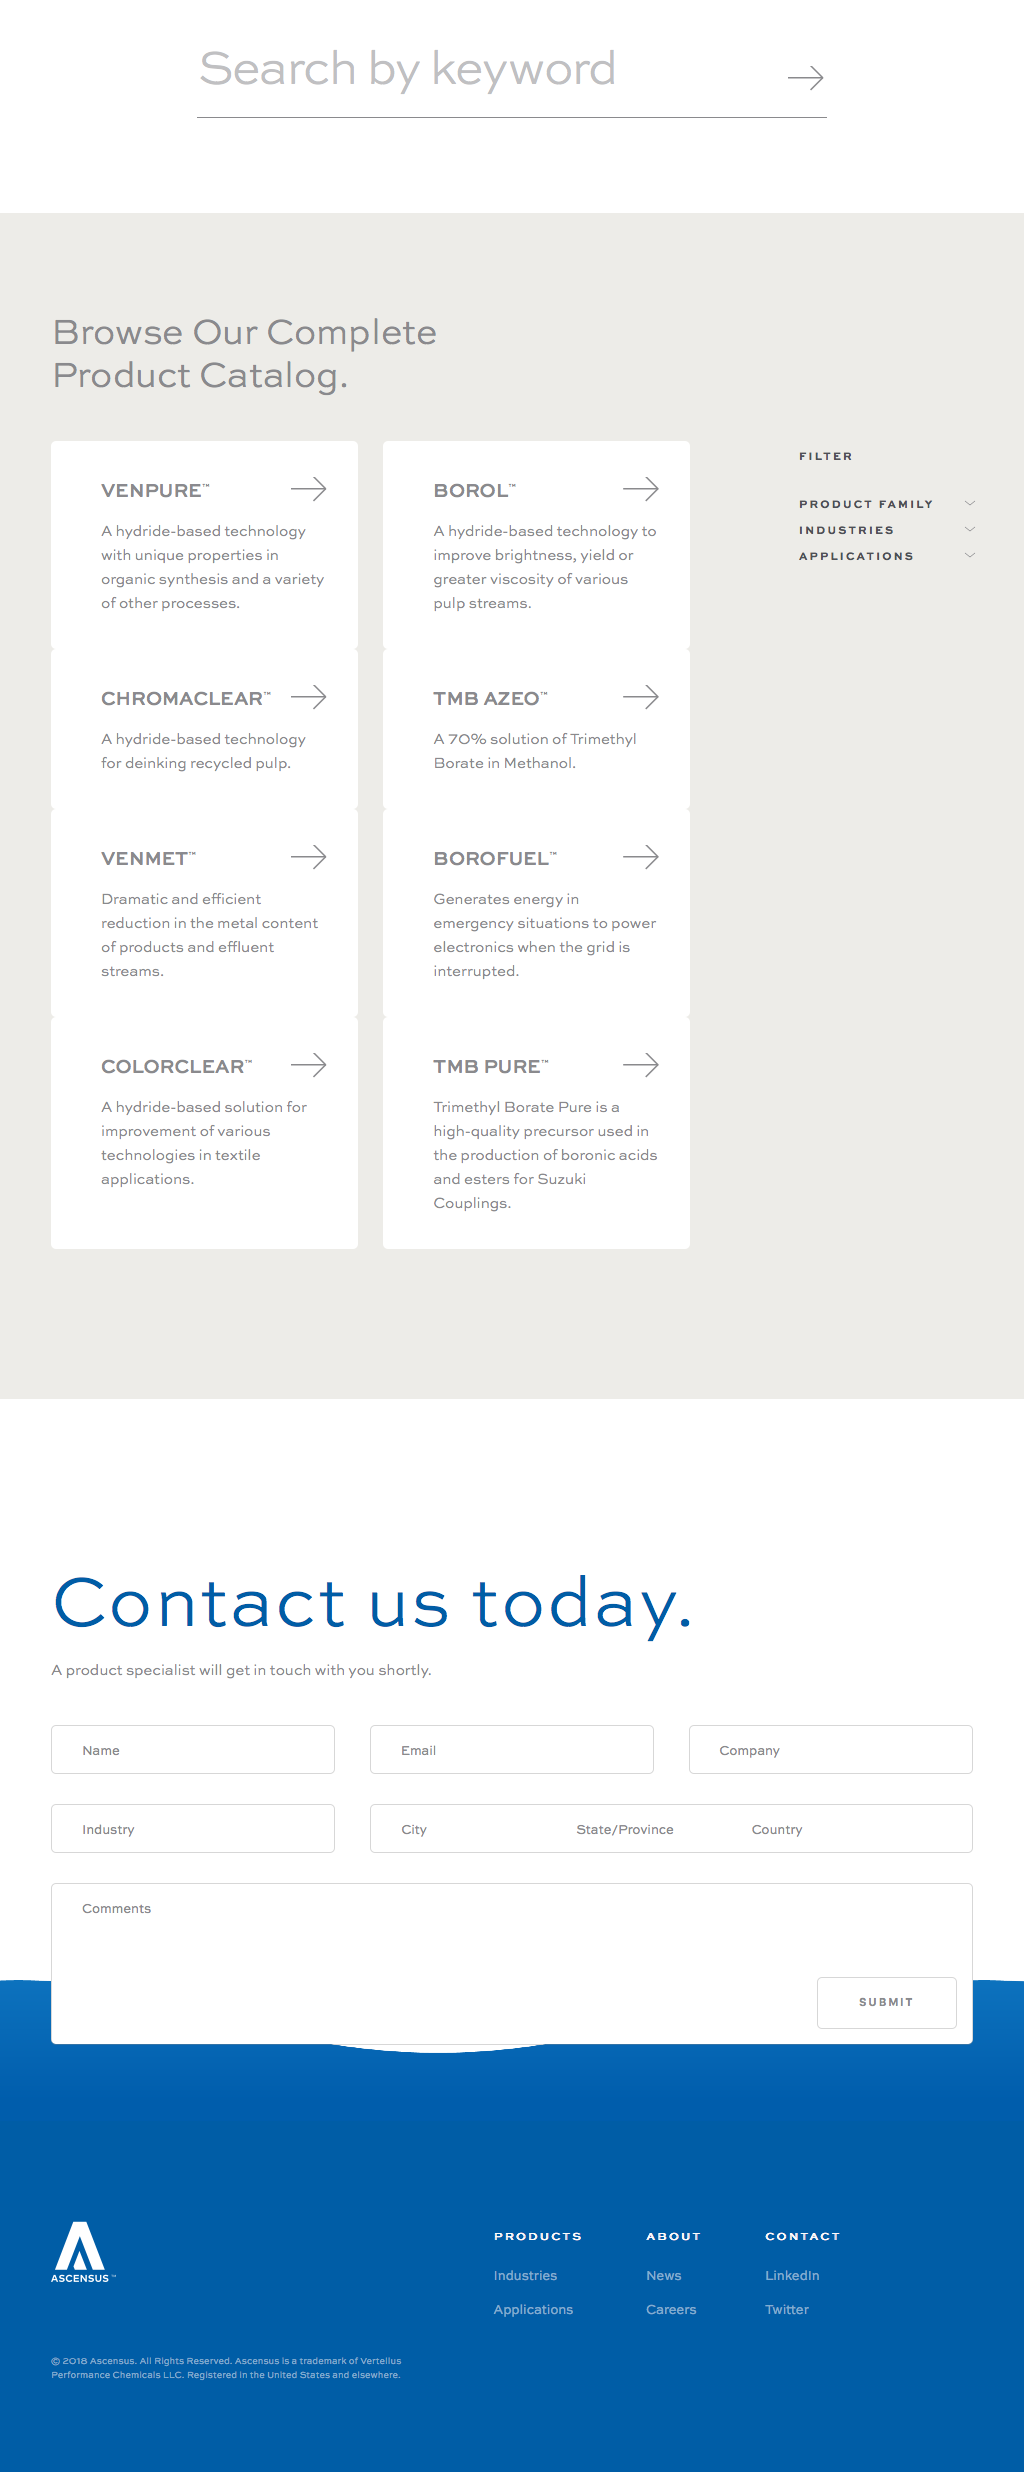 Search by keyword
Browse Our Complete
Product Catalog.
VENPURE™
A hydride-based technology
with unique properties in
organic synthesis and a variety
of other processes.
BOROL™
A hydride-based technology to
improve brightness, yield or
greater viscosity of various
pulp streams.
FILTER
PRODUCT FAMILY
INDUSTRIES
APPLICATIONS
CHROMACLEAR™
A hydride-based technology
for deinking recycled pulp.
TMB AZEO™
A 70% solution of Trimethyl
Borate in Methanol.
VENMET™
Dramatic and efficient
reduction in the metal content
of products and effluent
streams.
BOROFUEL™
Generates energy in
emergency situations to power
electronics when the grid is
interrupted.
COLORCLEAR™
A hydride-based solution for
improvement of various
technologies in textile
applications.
TMB PURE™
Trimethyl Borate Pure is a
high-quality precursor used in
the production of boronic acids
and esters for Suzuki
Couplings.
Contact us today.
A product specialist will get in touch with you shortly.
Name
Email
Company
Industry
City
State/Province
Country
Comments
SUBMIT
ASCENSUS™
PRODUCTS
Industries
Applications
ABOUT
News
Careers
CONTACT
LinkedIn
Twitter
© 2018 Ascensus. All Rights Reserved. Ascensus is a trademark of Vertellus
Performance Chemicals LLC. Registered in the United States and elsewhere.